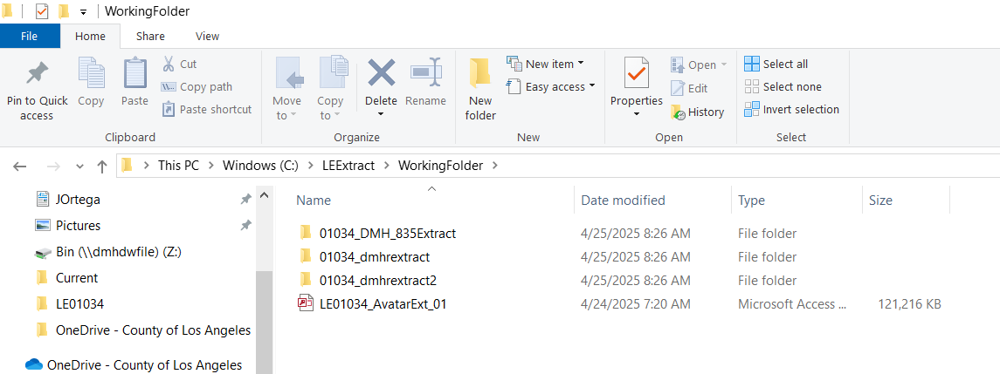 WorkingFolder
File Home Share View
Pin to Quick access
Copy
Paste
Cut
Copy path
Paste shortcut
Clipboard
Move to
Copy to
Delete
Rename
Organize
New folder
New item
Easy access
New
Properties
Open
Edit
History
Open
Select all
Select none
Invert selection
Select
This PC > Windows (C:) > LEExtract > WorkingFolder >
JOrtega
Pictures
Bin (\\dmhdwfile) (Z:)
Current
LE01034
OneDrive - County of Los Angeles
OneDrive - County of Los Angeles
Name Date modified Type Size
01034_DMH_835Extract 4/25/2025 8:26 AM File folder
01034_dmhrextract 4/25/2025 8:26 AM File folder
01034_dmhrextract2 4/25/2025 8:26 AM File folder
LE01034_AvatarExt_01 4/24/2025 7:20 AM Microsoft Access ... 121,216 KB